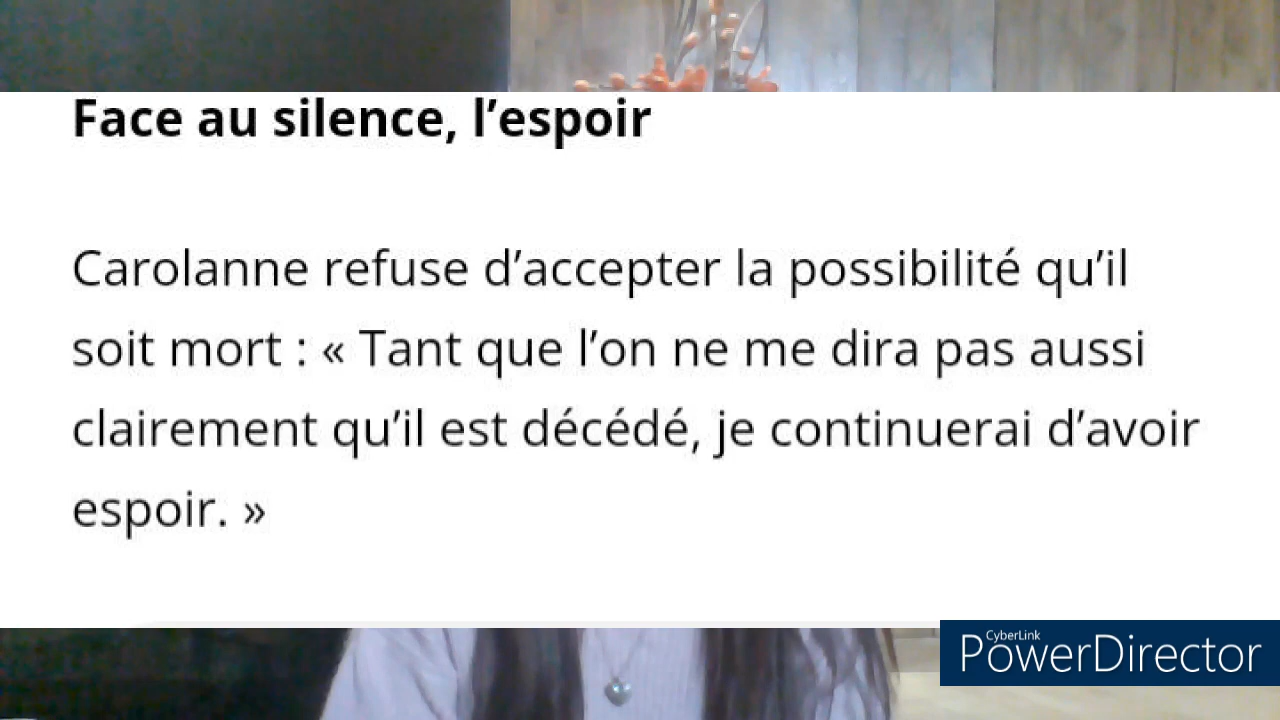 Face au silence, l’espoir
Carolanne refuse d’accepter la possibilité qu’il
soit mort : « Tant que l’on ne me dira pas aussi
clairement qu’il est décédé, je continuerai d’avoir
espoir. »
CyberLink
PowerDirector